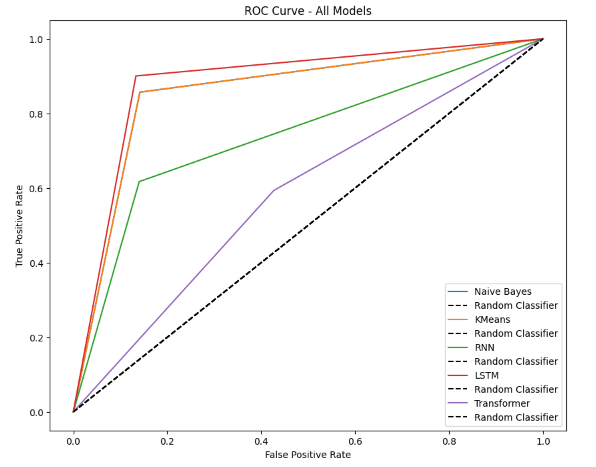 ROC Curve - All Models
1.0
0.8
0.6
0.4
0.2
0.0
True Positive Rate
Naive Bayes
Random Classifier
KMeans
Random Classifier
RNN
Random Classifier
LSTM
Random Classifier
Transformer
Random Classifier
0.0 0.2 0.4 0.6 0.8 1.0
False Positive Rate